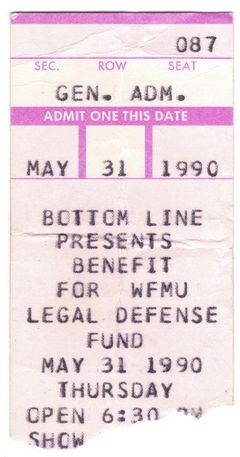 087
SEC. ROW SEAT
GEN. ADM.
ADMIT ONE THIS DATE
MAY 31 1990
BOTTOM LINE
PRESENTS
BENEFIT
FOR WFMU
LEGAL DEFENSE
FUND
MAY 31 1990
THURSDAY
OPEN 6:30 PM
SHOW